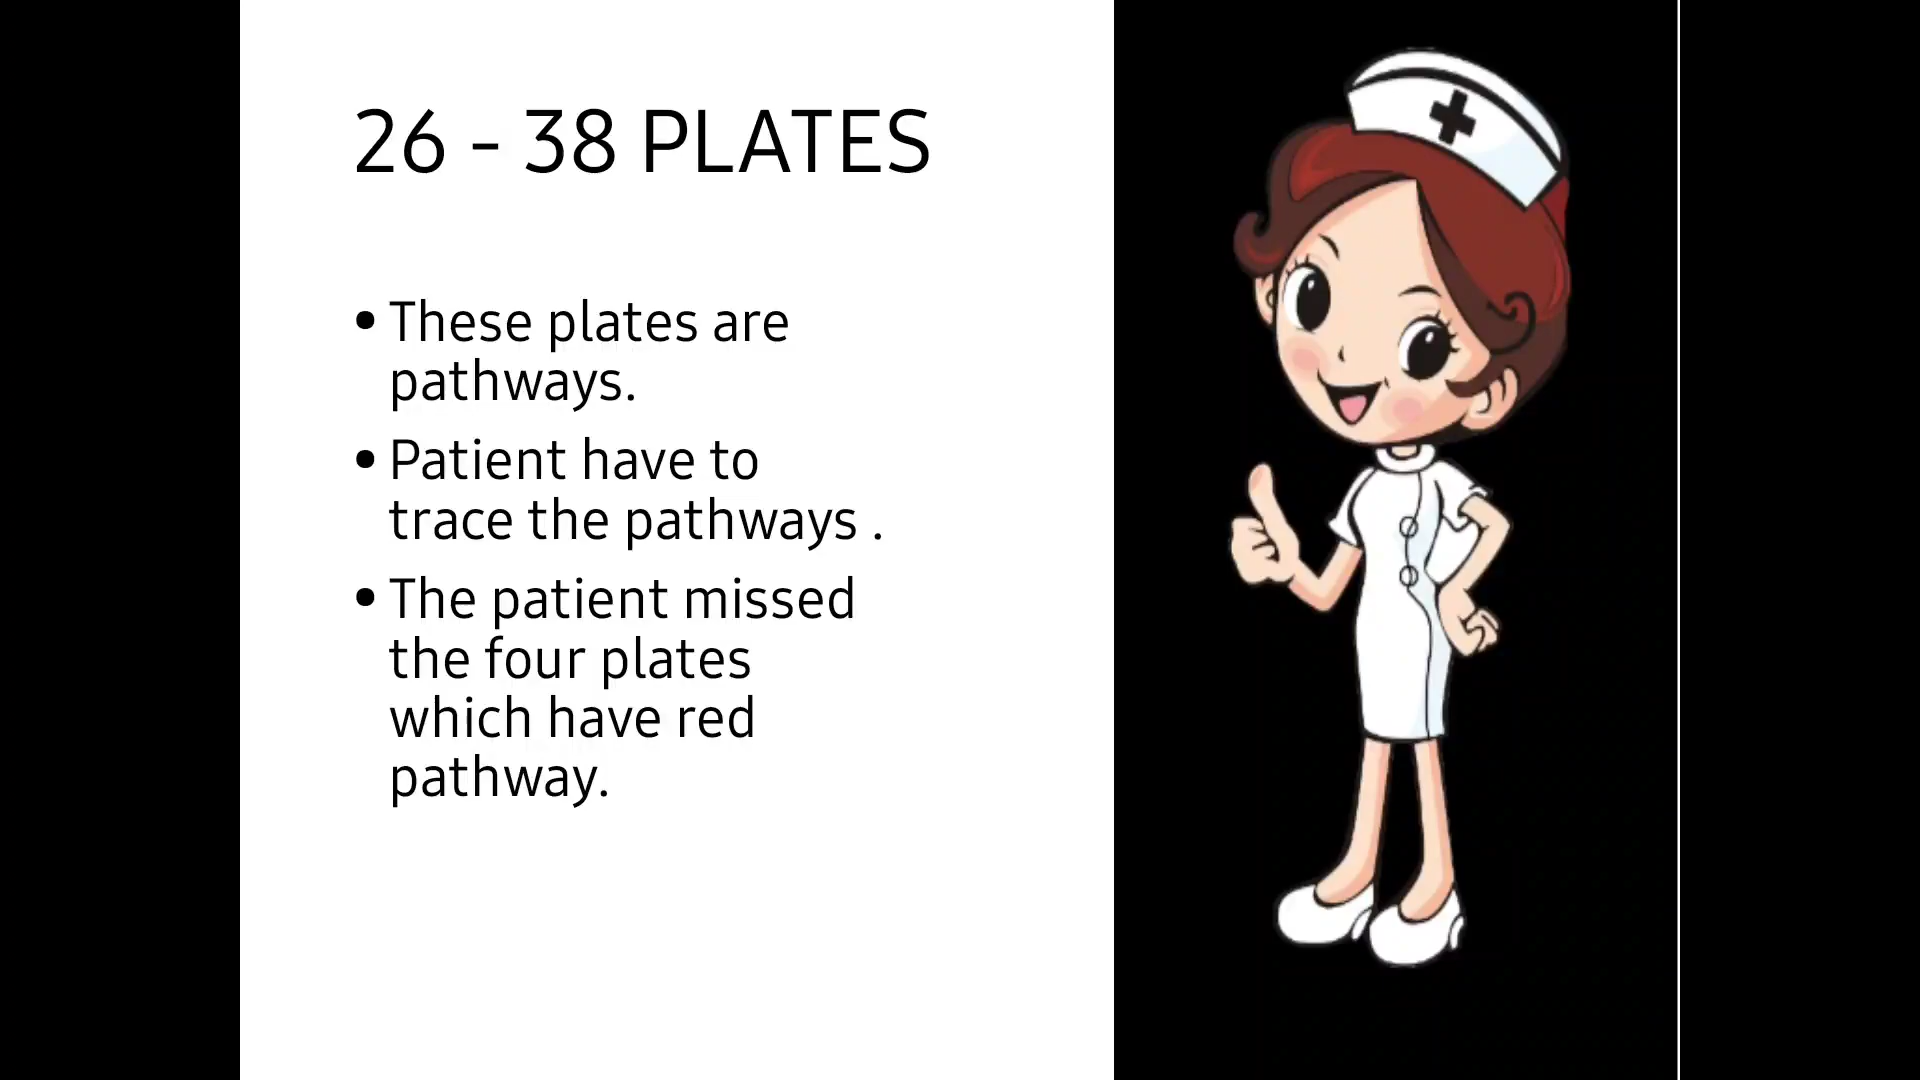 26 - 38 PLATES
• These plates are
pathways.
• Patient have to
trace the pathways .
• The patient missed
the four plates
which have red
pathway.